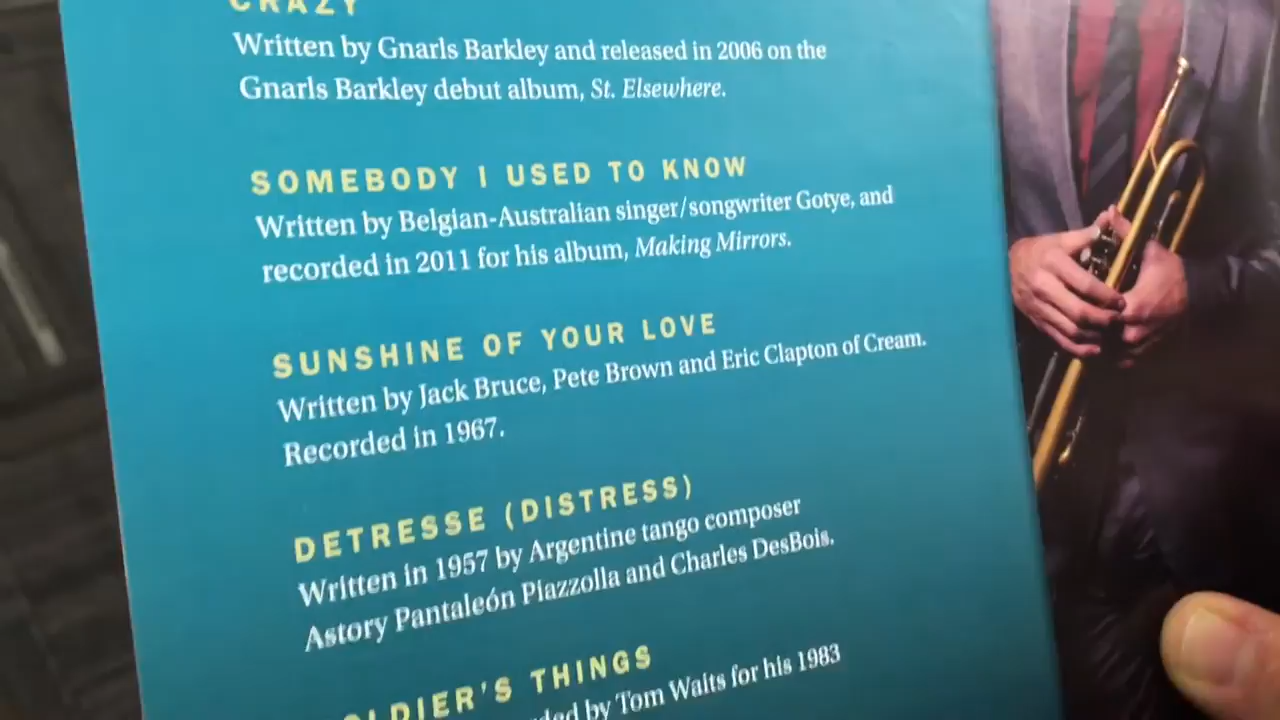 CRAZY
Written by Gnarls Barkley and released in 2006 on the
Gnarls Barkley debut album, St. Elsewhere.
SOMEBODY I USED TO KNOW
Written by Belgian-Australian singer/songwriter Gotye, and
recorded in 2011 for his album, Making Mirrors.
SUNSHINE OF YOUR LOVE
Written by Jack Bruce, Pete Brown and Eric Clapton of Cream.
Recorded in 1967.
DETRESSE (DISTRESS)
Written in 1957 by Argentine tango composer
Astory Pantaleón Piazzolla and Charles DesBois.
THINGS
by Tom Waits for his 1983